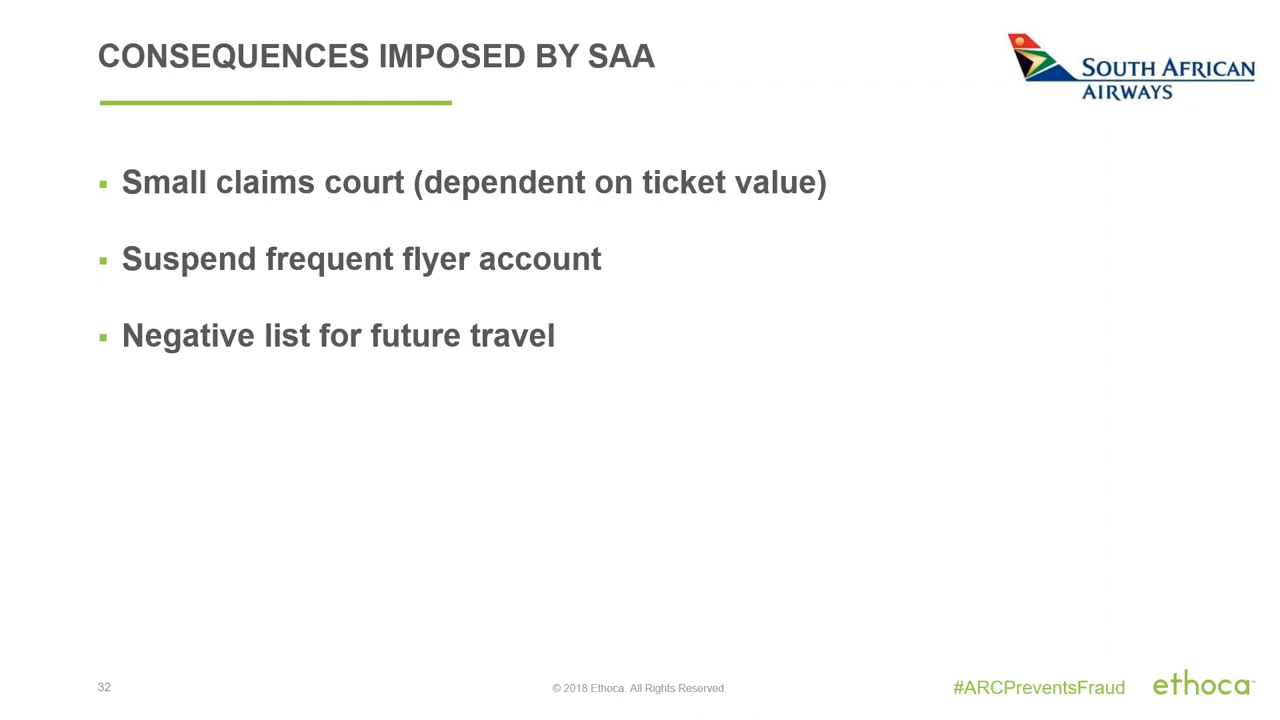 CONSEQUENCES IMPOSED BY SAA
SOUTH AFRICAN
AIRWAYS
▪ Small claims court (dependent on ticket value)
▪ Suspend frequent flyer account
▪ Negative list for future travel
32
© 2018 Ethoca. All Rights Reserved.
#ARCPreventsFraud
ethoca™